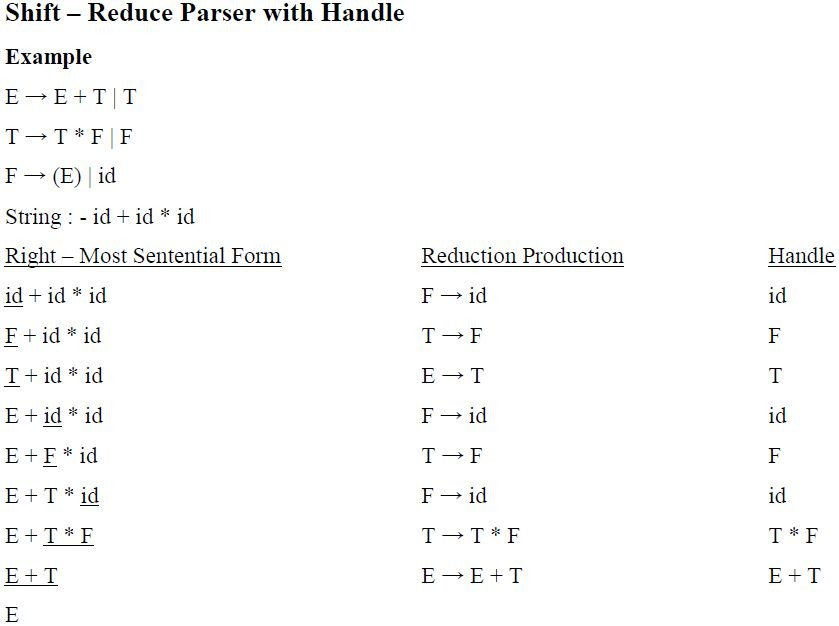 Shift – Reduce Parser with Handle
Example
E → E + T | T
T → T * F | F
F → (E) | id
String : - id + id * id
Right – Most Sentential Form Reduction Production Handle
id + id * id F → id id
F + id * id T → F F
T + id * id E → T T
E + id * id F → id id
E + F * id T → F F
E + T * id F → id id
E + T * F T → T * F T * F
E + T E → E + T E + T
E